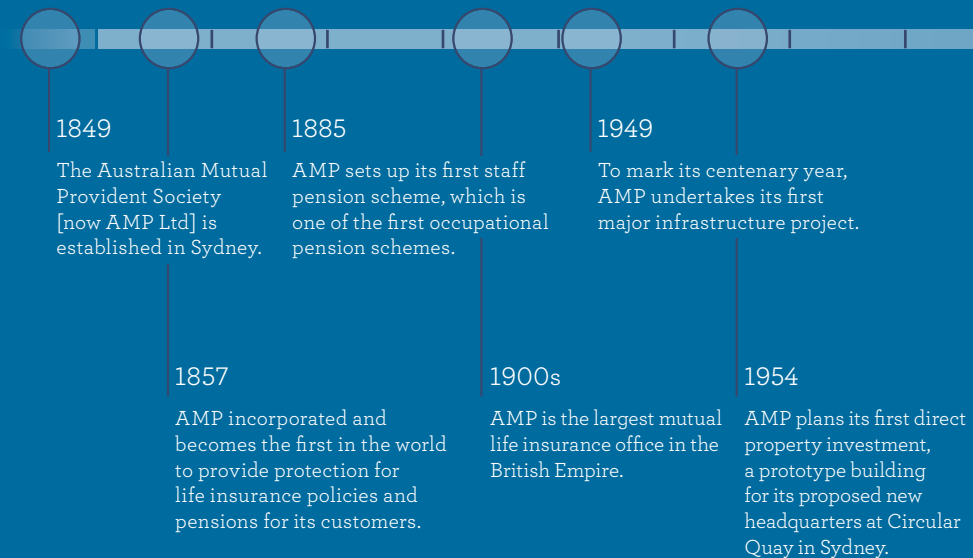 1849
The Australian Mutual
Provident Society
[now AMP Ltd] is
established in Sydney.
1857
AMP incorporated and
becomes the first in the world
to provide protection for
life insurance policies and
pensions for its customers.
1885
AMP sets up its first staff
pension scheme, which is
one of the first occupational
pension schemes.
1900s
AMP is the largest mutual
life insurance office in the
British Empire.
1949
To mark its centenary year,
AMP undertakes its first
major infrastructure project.
1954
AMP plans its first direct
property investment,
a prototype building
for its proposed new
headquarters at Circular
Quay in Sydney.